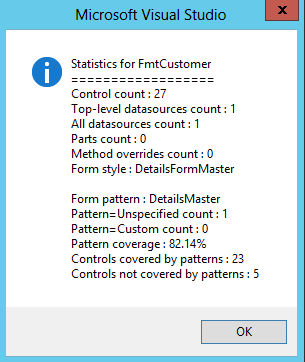 Microsoft Visual Studio
x
Statistics for FmtCustomer
==================
Control count : 27
Top-level datasources count : 1
All datasources count : 1
Parts count : 0
Method overrides count : 0
Form style : DetailsFormMaster
Form pattern : DetailsMaster
Pattern=Unspecified count : 1
Pattern=Custom count : 0
Pattern coverage : 82.14%
Controls covered by patterns : 23
Controls not covered by patterns : 5
OK